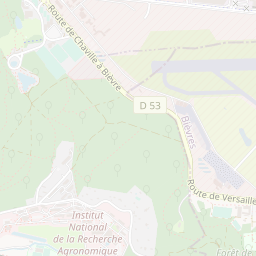 Route de Chaville à Bièvre
D 53
Bièvres
Route de Versaille
Institut
National
de la Recherche
Agronomique
Forêt de